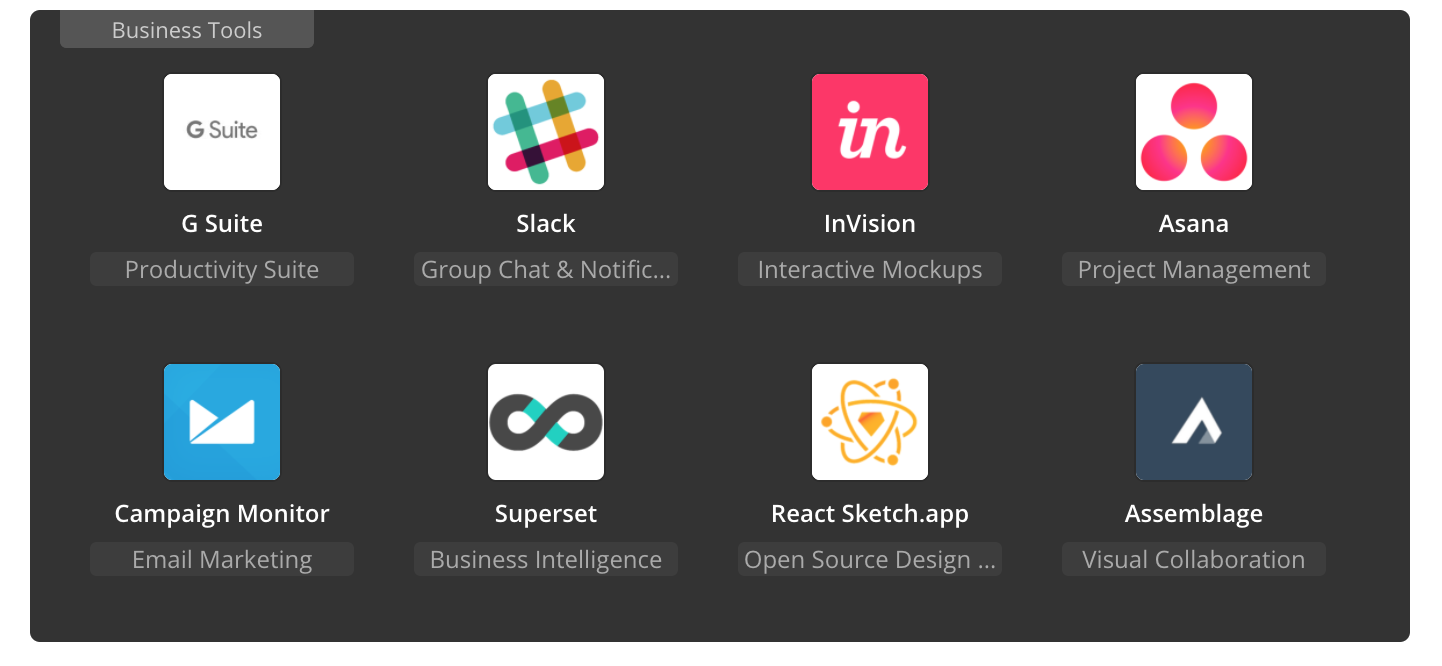 Business Tools
G Suite
in
G Suite
Slack
InVision
Asana
Productivity Suite
Group Chat & Notific...
Interactive Mockups
Project Management
Campaign Monitor
Superset
React Sketch.app
Assemblage
Email Marketing
Business Intelligence
Open Source Design ...
Visual Collaboration